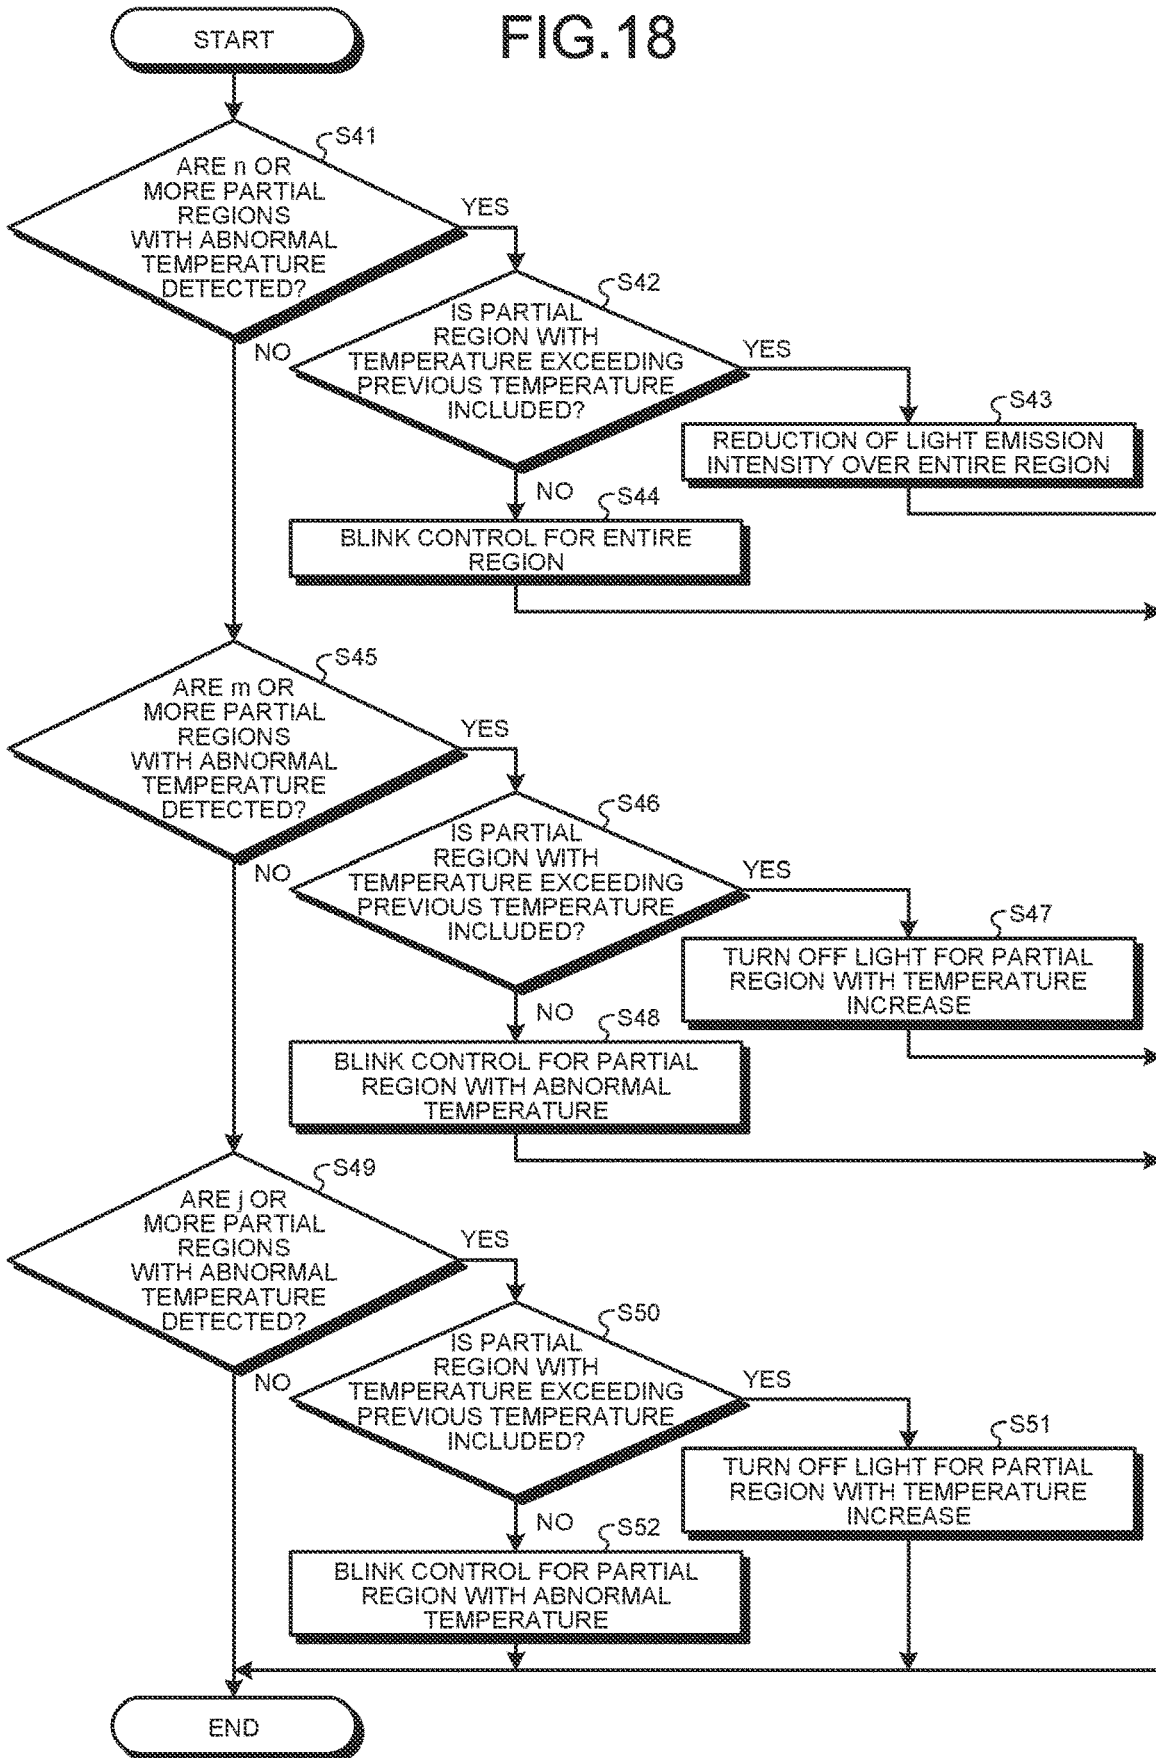 FIG.18
START
S41
ARE n OR
MORE PARTIAL
REGIONS
WITH ABNORMAL
TEMPERATURE
DETECTED?
YES
NO
S42
IS PARTIAL
REGION WITH
TEMPERATURE EXCEEDING
PREVIOUS TEMPERATURE
INCLUDED?
YES
NO
S43
REDUCTION OF LIGHT EMISSION
INTENSITY OVER ENTIRE REGION
S44
BLINK CONTROL FOR ENTIRE
REGION
S45
ARE m OR
MORE PARTIAL
REGIONS
WITH ABNORMAL
TEMPERATURE
DETECTED?
YES
NO
S46
IS PARTIAL
REGION WITH
TEMPERATURE EXCEEDING
PREVIOUS TEMPERATURE
INCLUDED?
YES
NO
S47
TURN OFF LIGHT FOR PARTIAL
REGION WITH TEMPERATURE
INCREASE
S48
BLINK CONTROL FOR PARTIAL
REGION WITH ABNORMAL
TEMPERATURE
S49
ARE j OR
MORE PARTIAL
REGIONS
WITH ABNORMAL
TEMPERATURE
DETECTED?
YES
NO
S50
IS PARTIAL
REGION WITH
TEMPERATURE EXCEEDING
PREVIOUS TEMPERATURE
INCLUDED?
YES
NO
S51
TURN OFF LIGHT FOR PARTIAL
REGION WITH TEMPERATURE
INCREASE
S52
BLINK CONTROL FOR PARTIAL
REGION WITH ABNORMAL
TEMPERATURE
END